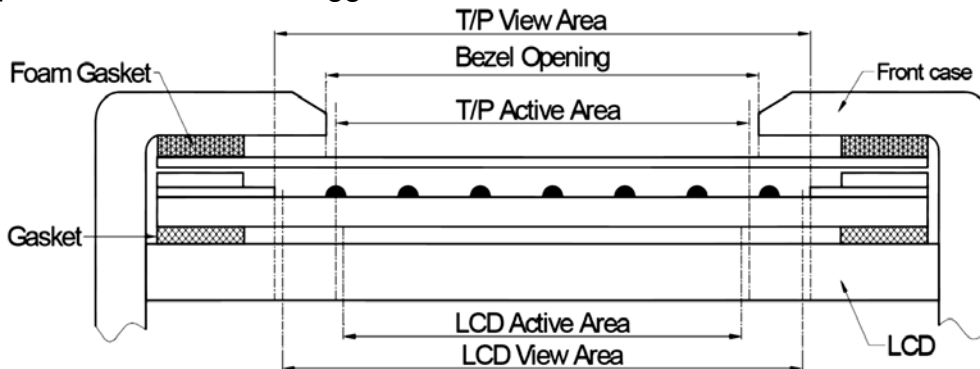 T/P View Area
Bezel Opening
Foam Gasket
Front case
T/P Active Area
Gasket
LCD Active Area
LCD
LCD View Area